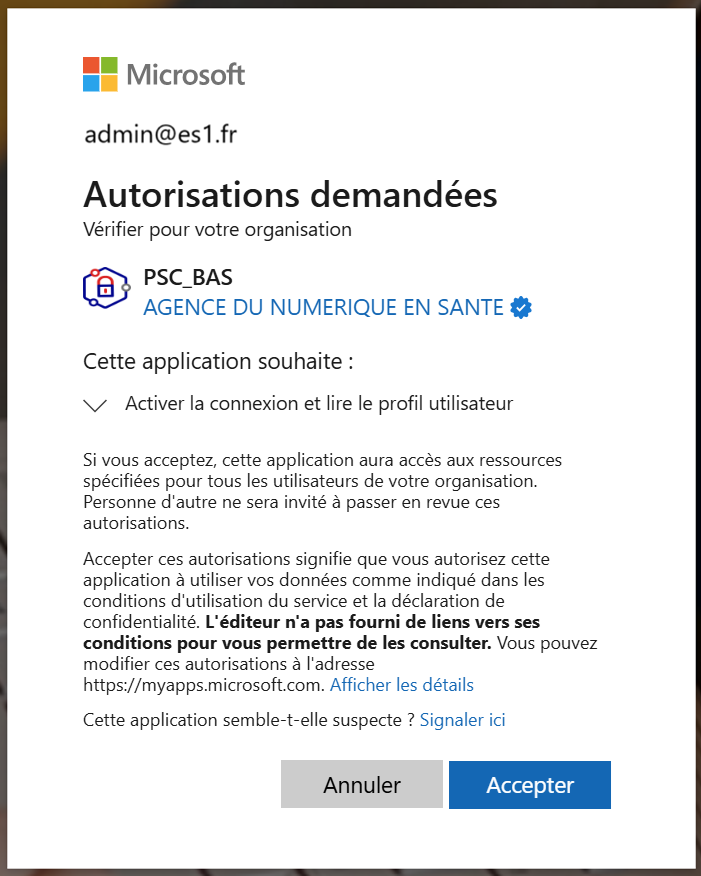 Microsoft
admin@es1.fr
Autorisations demandées
Vérifier pour votre organisation
PSC_BAS
AGENCE DU NUMERIQUE EN SANTE
Cette application souhaite :
Activer la connexion et lire le profil utilisateur
Si vous acceptez, cette application aura accès aux ressources
spécifiées pour tous les utilisateurs de votre organisation.
Personne d'autre ne sera invité à passer en revue ces
autorisations.
Accepter ces autorisations signifie que vous autorisez cette
application à utiliser vos données comme indiqué dans les
conditions d'utilisation du service et la déclaration de
confidentialité. L'éditeur n'a pas fourni de liens vers ses
conditions pour vous permettre de les consulter. Vous pouvez
modifier ces autorisations à l'adresse
https://myapps.microsoft.com. Afficher les détails
Cette application semble-t-elle suspecte ? Signaler ici
Annuler Accepter